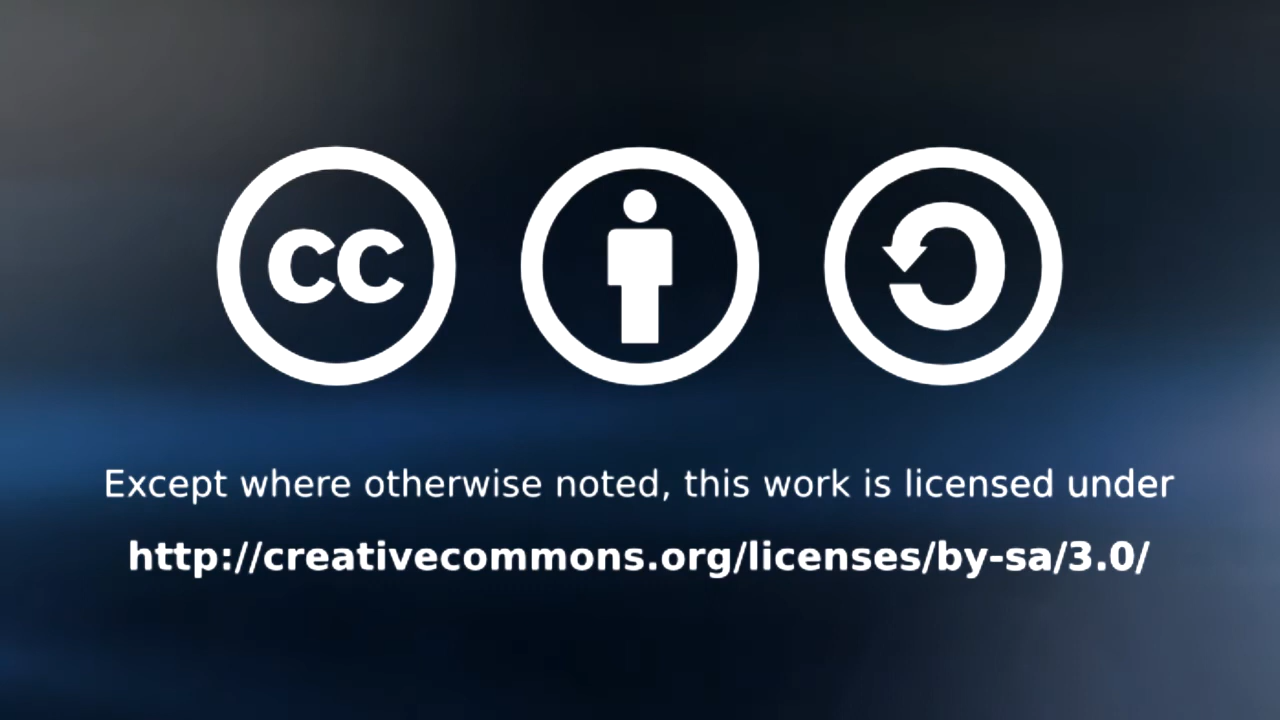 cc
Except where otherwise noted, this work is licensed under
http://creativecommons.org/licenses/by-sa/3.0/